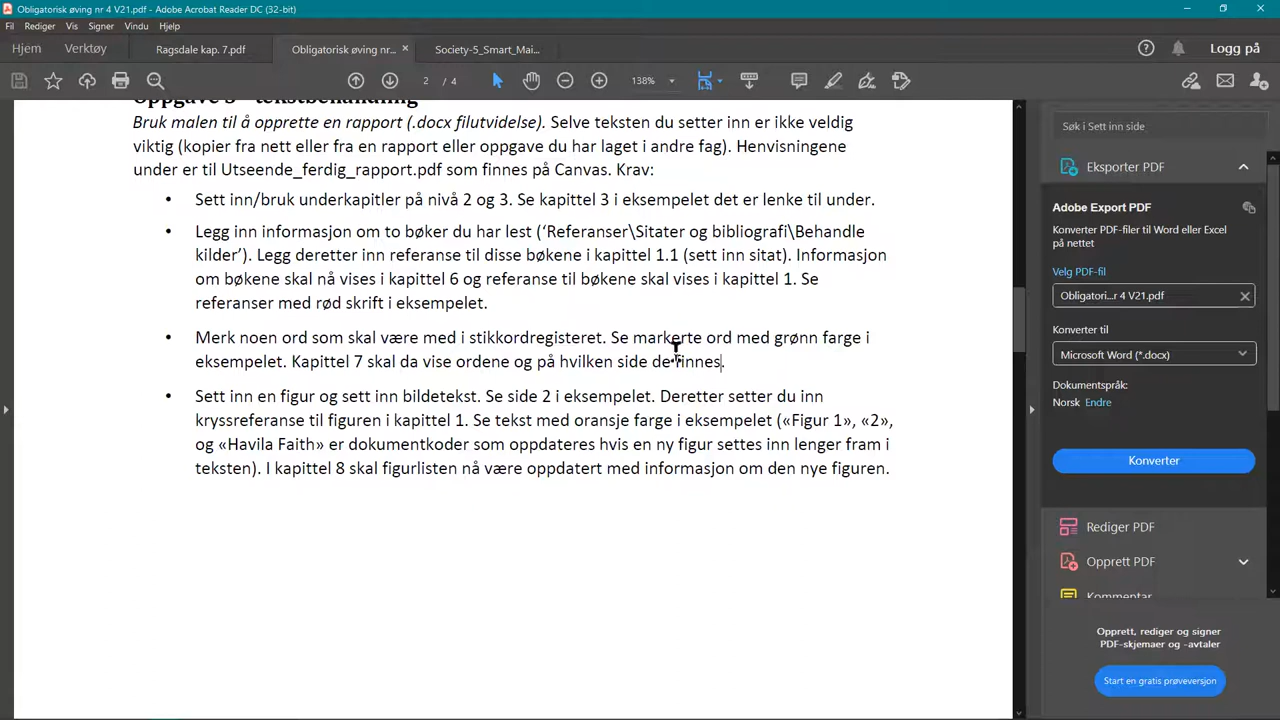 Obligatorisk øving nr 4 V21.pdf - Adobe Acrobat Reader DC (32-bit)
Fil Rediger Vis Signer Vindu Hjelp
Hjem Verktøy Ragsdale kap. 7.pdf Obligatorisk øving nr... × Society-5_Smart_Mai... Logg på
2 / 4 138%
Oppgave 3 – tekstbehandling
Bruk malen til å opprette en rapport (.docx filutvidelse). Selve teksten du setter inn er ikke veldig
viktig (kopier fra nett eller fra en rapport eller oppgave du har laget i andre fag). Henvisningene
under er til Utseende_ferdig_rapport.pdf som finnes på Canvas. Krav:
• Sett inn/bruk underkapitler på nivå 2 og 3. Se kapittel 3 i eksempelet det er lenke til under.
• Legg inn informasjon om to bøker du har lest (‘Referanser\Sitater og bibliografi\Behandle
kilder’). Legg deretter inn referanse til disse bøkene i kapittel 1.1 (sett inn sitat). Informasjon
om bøkene skal nå vises i kapittel 6 og referanse til bøkene skal vises i kapittel 1. Se
referanser med rød skrift i eksempelet.
• Merk noen ord som skal være med i stikkordregisteret. Se markerte ord med grønn farge i
eksempelet. Kapittel 7 skal da vise ordene og på hvilken side de finnes.
• Sett inn en figur og sett inn bildetekst. Se side 2 i eksempelet. Deretter setter du inn
kryssreferanse til figuren i kapittel 1. Se tekst med oransje farge i eksempelet («Figur 1», «2»,
og «Havila Faith» er dokumentkoder som oppdateres hvis en ny figur settes inn lenger fram i
teksten). I kapittel 8 skal figurlisten nå være oppdatert med informasjon om den nye figuren.
Søk i Sett inn side
Eksporter PDF
Adobe Export PDF
Konverter PDF-filer til Word eller Excel
på nettet
Velg PDF-fil
Obligatori...r 4 V21.pdf
Konverter til
Microsoft Word (*.docx)
Dokumentspråk:
Norsk Endre
Konverter
Rediger PDF
Opprett PDF
Kommentar
Opprett, rediger og signer
PDF-skjemaer og -avtaler
Start en gratis prøveversjon